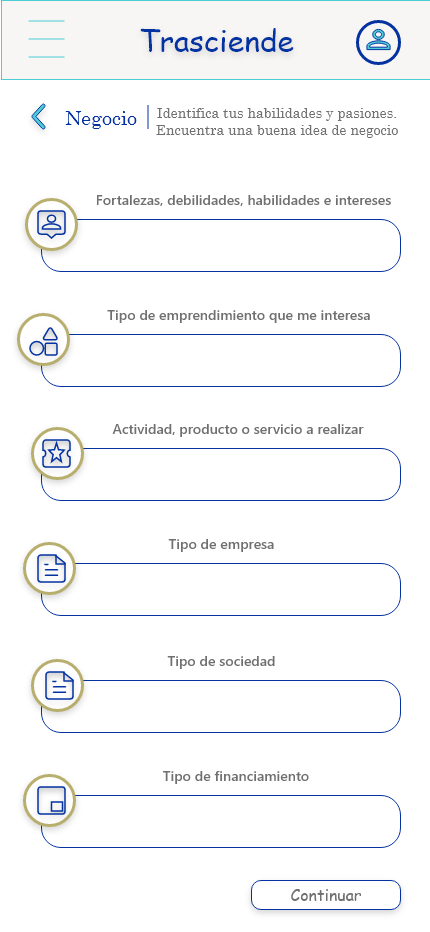 Trasciende
Negocio
Identifica tus habilidades y pasiones.
Encuentra una buena idea de negocio
Fortalezas, debilidades, habilidades e intereses
Tipo de emprendimiento que me interesa
Actividad, producto o servicio a realizar
Tipo de empresa
Tipo de sociedad
Tipo de financiamiento
Continuar